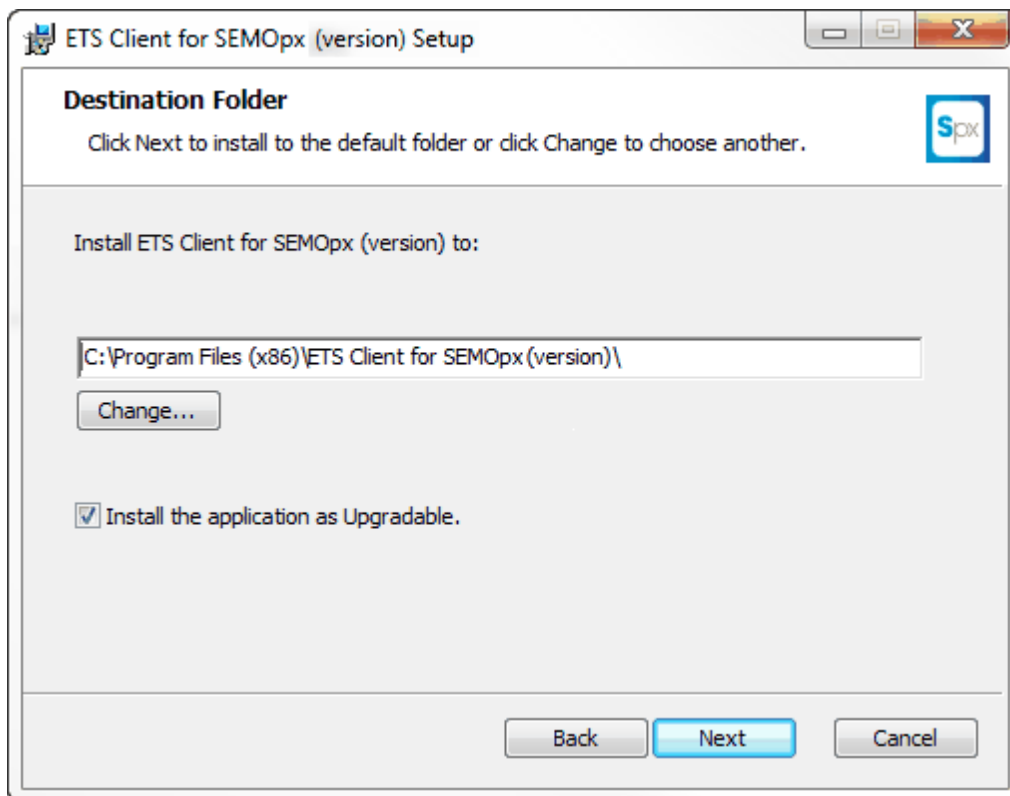 ETS Client for SEMOpx (version) Setup
Destination Folder
Click Next to install to the default folder or click Change to choose another.
Spx
Install ETS Client for SEMOpx (version) to:
C:\Program Files (x86)\ETS Client for SEMOpx (version)\
Change...
Install the application as Upgradable.
Back Next Cancel